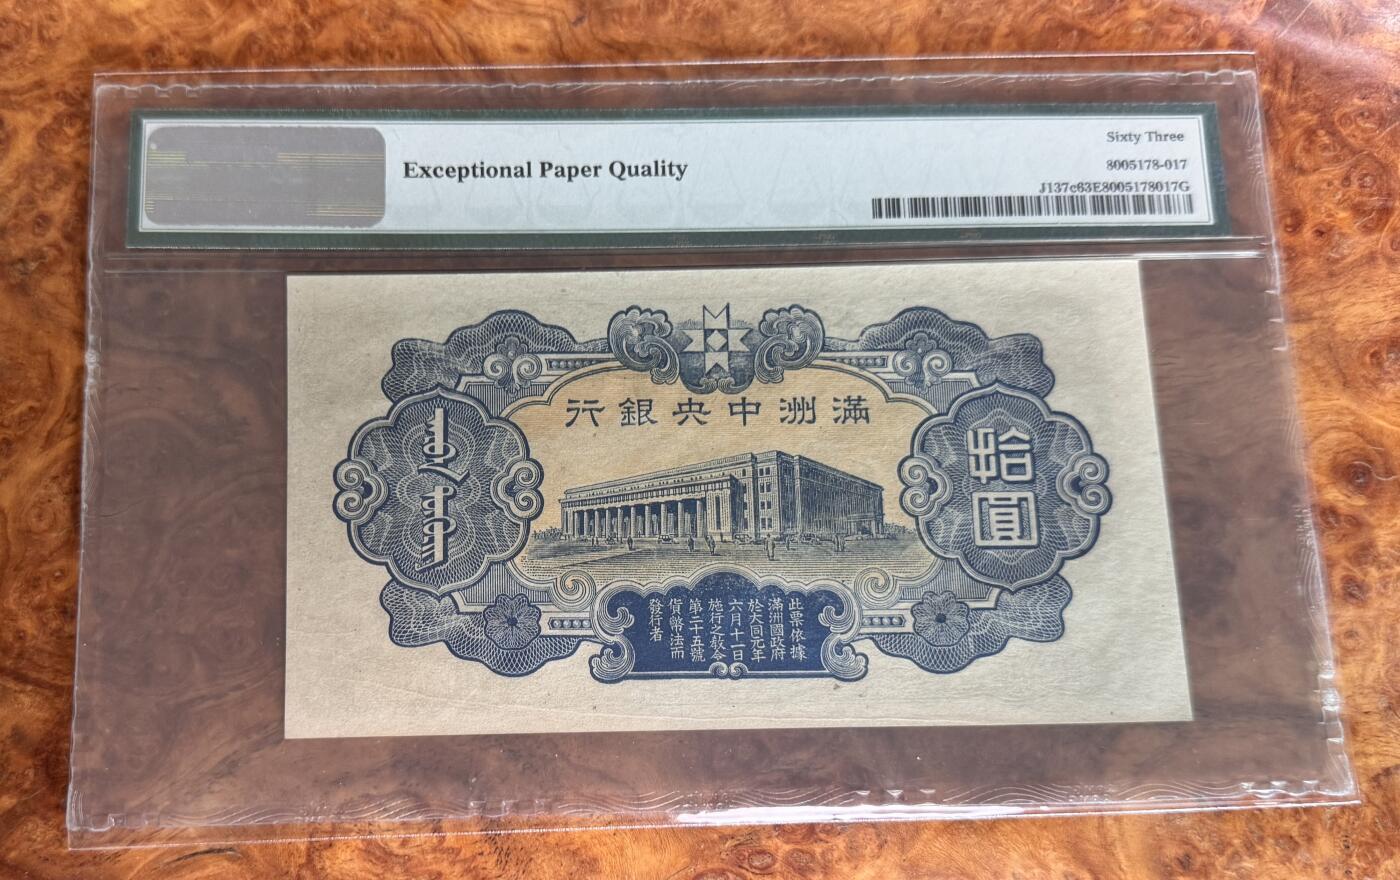 Exceptional Paper Quality
Sixty Three
8005178-017
J137c63E8005178017G
滿洲中央銀行
拾圓
此票依據
滿洲國政府
於大同元年
六月十一日
施行之敎令
第二十五號
貨幣法而
發行者